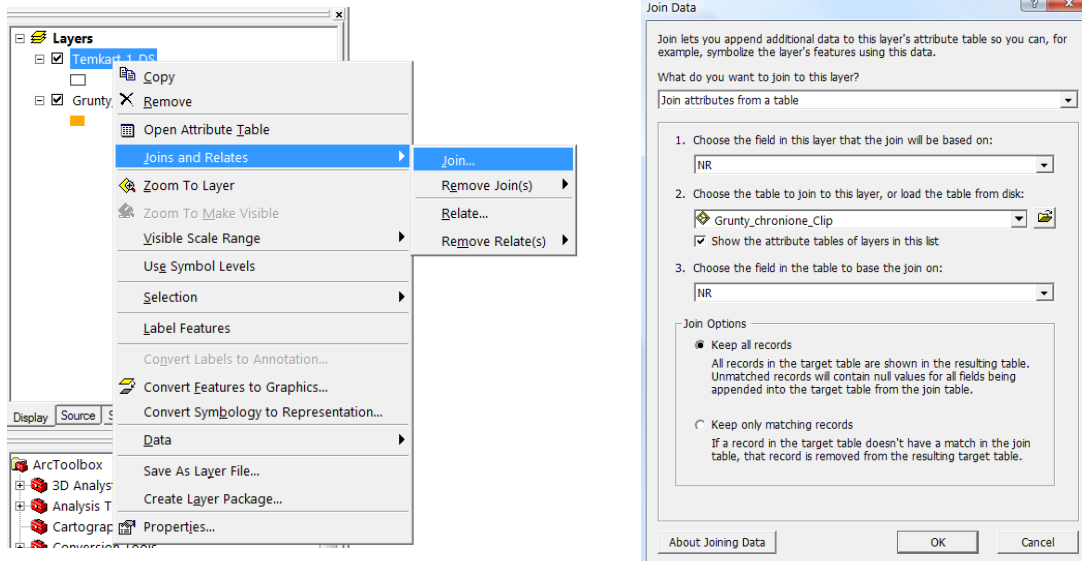 Layers
Temkart_1_DS
Grunty_
Copy
Remove
Open Attribute Table
Joins and Relates
Zoom To Layer
Zoom To Make Visible
Visible Scale Range
Use Symbol Levels
Selection
Label Features
Convert Labels to Annotation...
Convert Features to Graphics...
Convert Symbology to Representation...
Data
Save As Layer File...
Create Layer Package...
Properties...
Join...
Remove Join(s)
Relate...
Remove Relate(s)
Display Source S
ArcToolbox
3D Analys
Analysis T
Cartograp
Conversion Tools
Join Data
Join lets you append additional data to this layer's attribute table so you can, for
example, symbolize the layer's features using this data.
What do you want to join to this layer?
Join attributes from a table
1. Choose the field in this layer that the join will be based on:
NR
2. Choose the table to join to this layer, or load the table from disk:
Grunty_chronione_Clip
Show the attribute tables of layers in this list
3. Choose the field in the table to base the join on:
NR
Join Options
Keep all records
All records in the target table are shown in the resulting table.
Unmatched records will contain null values for all fields being
appended into the target table from the join table.
Keep only matching records
If a record in the target table doesn't have a match in the join
table, that record is removed from the resulting target table.
About Joining Data
OK
Cancel